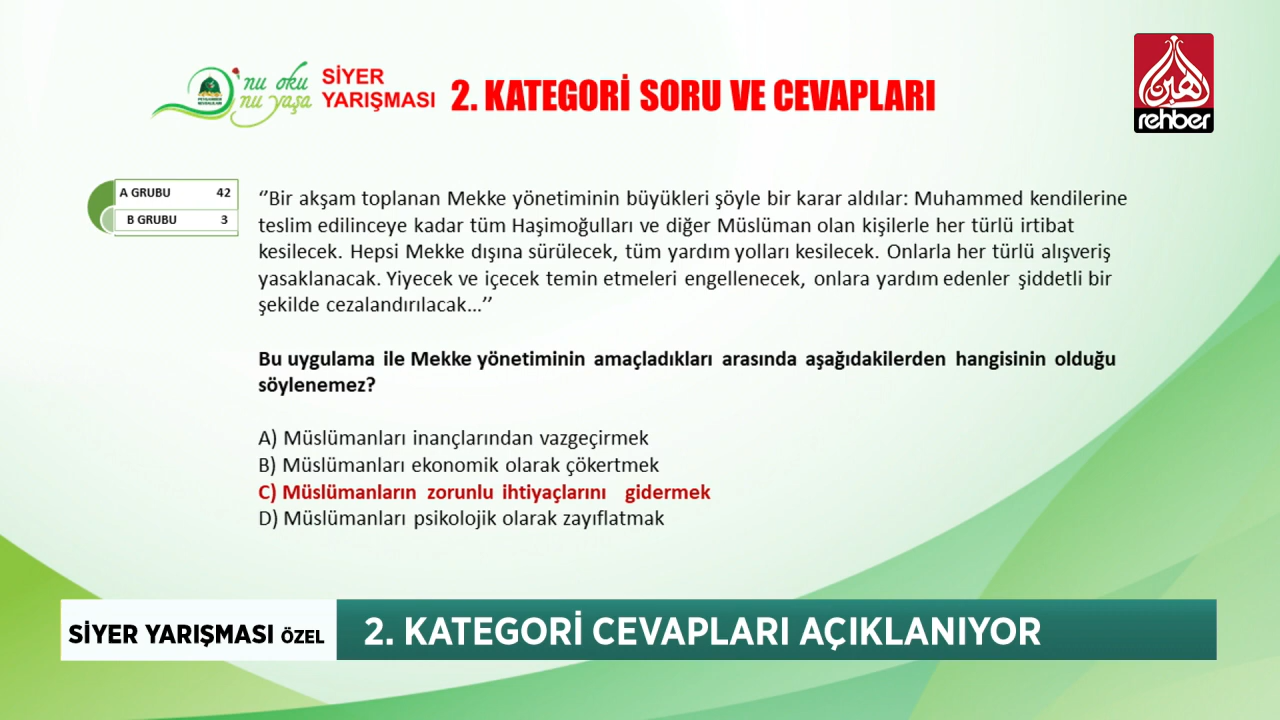 'nu oku
nu yaşa
SİYER
YARIŞMASI
2. KATEGORİ SORU VE CEVAPLARI
رهبر
rehber
A GRUBU 42
B GRUBU 3
‘’Bir akşam toplanan Mekke yönetiminin büyükleri şöyle bir karar aldılar: Muhammed kendilerine
teslim edilinceye kadar tüm Haşimoğulları ve diğer Müslüman olan kişilerle her türlü irtibat
kesilecek. Hepsi Mekke dışına sürülecek, tüm yardım yolları kesilecek. Onlarla her türlü alışveriş
yasaklanacak. Yiyecek ve içecek temin etmeleri engellenecek, onlara yardım edenler şiddetli bir
şekilde cezalandırılacak...’’
Bu uygulama ile Mekke yönetiminin amaçladıkları arasında aşağıdakilerden hangisinin olduğu
söylenemez?
A) Müslümanları inançlarından vazgeçirmek
B) Müslümanları ekonomik olarak çökertmek
C) Müslümanların zorunlu ihtiyaçlarını gidermek
D) Müslümanları psikolojik olarak zayıflatmak
SİYER YARIŞMASI ÖZEL
2. KATEGORİ CEVAPLARI AÇIKLANIYOR